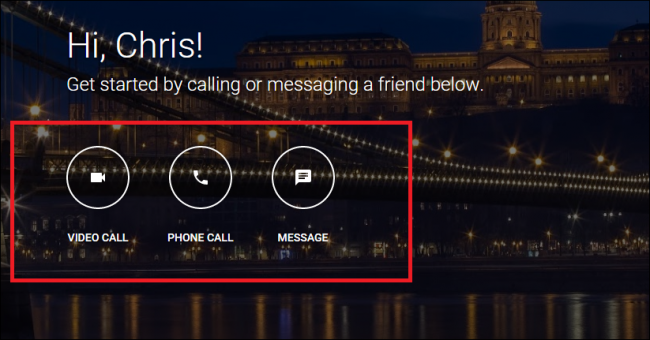 Hi, Chris!
Get started by calling or messaging a friend below.
VIDEO CALL PHONE CALL MESSAGE